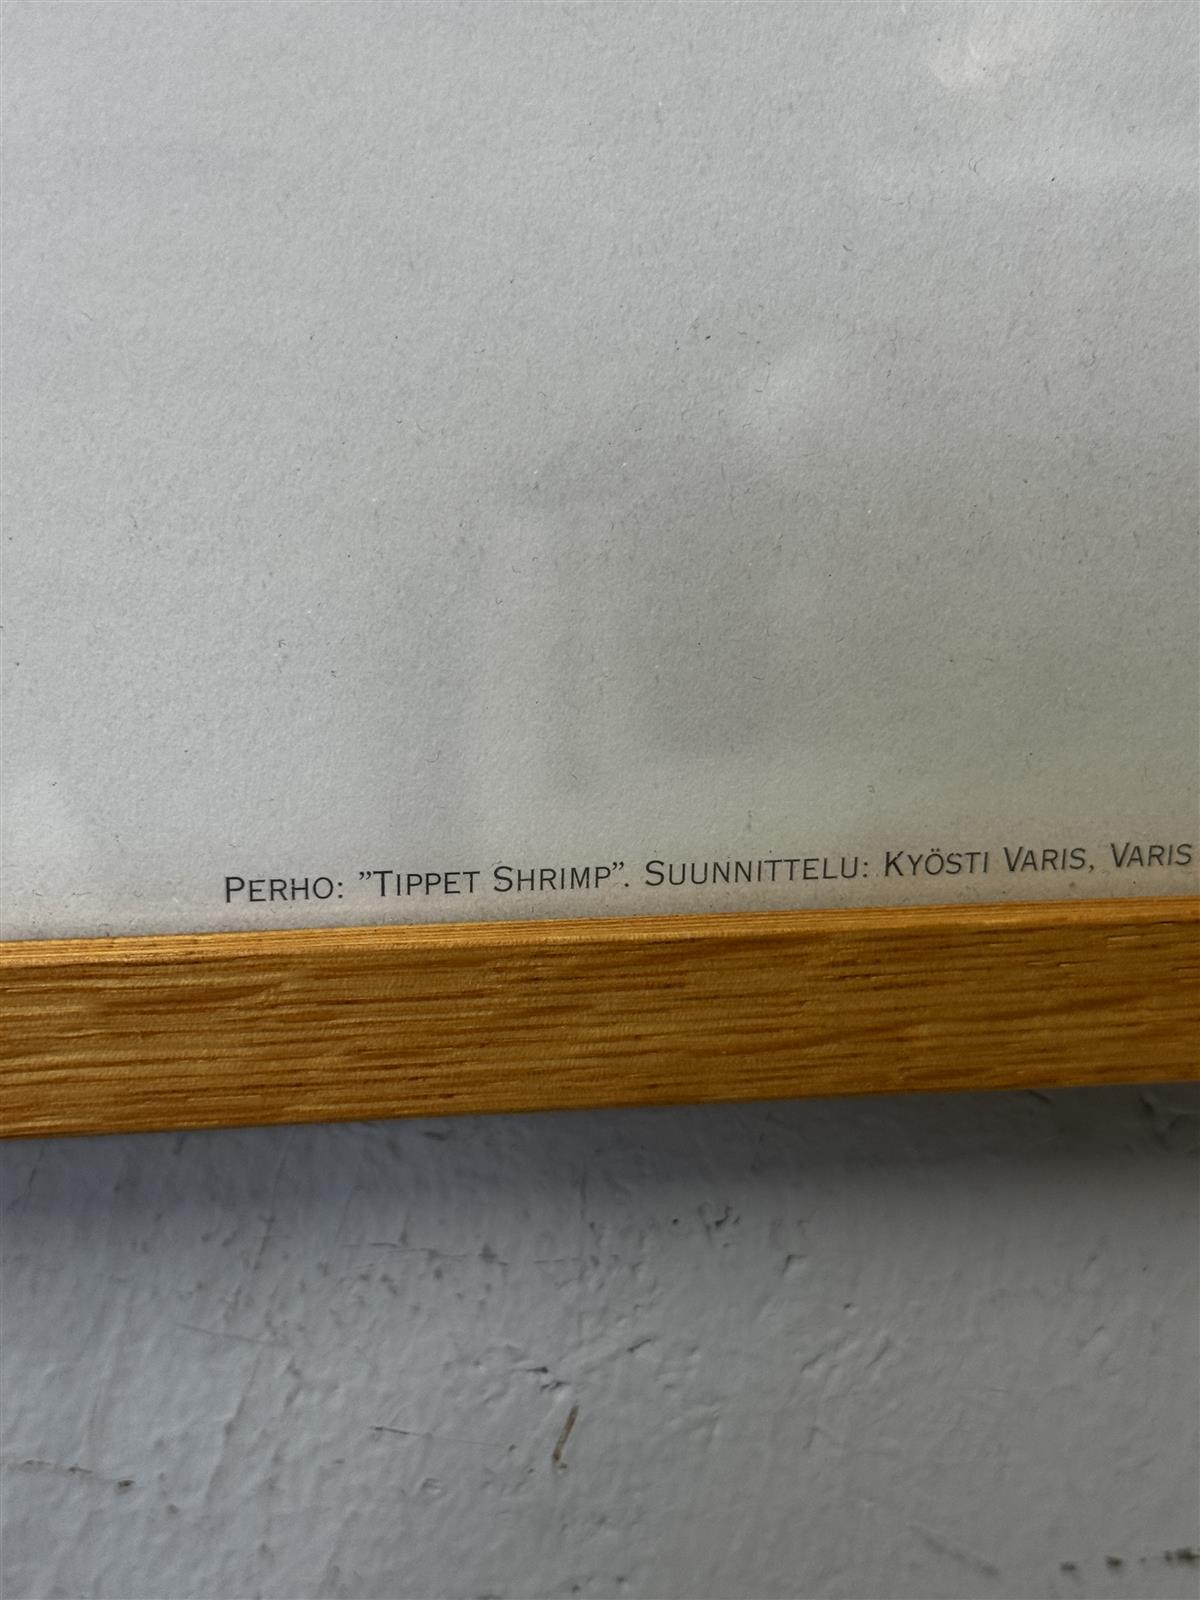 PERHO: ”TIPPET SHRIMP”. SUUNNITTELU: KYÖSTI VARIS, VARIS